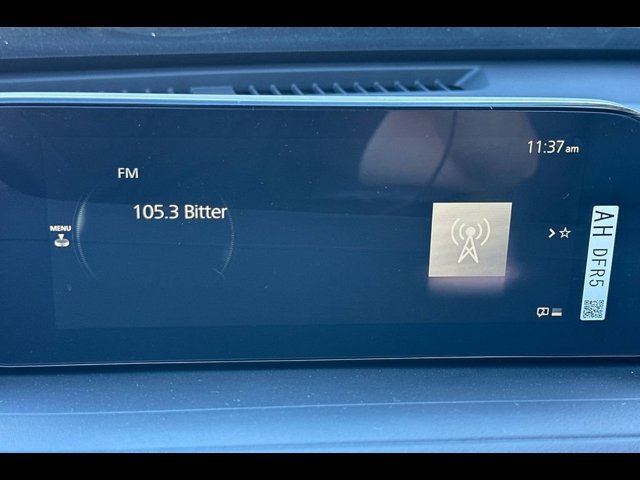 11:37am
FM
105.3 Bitter
MENU
AH DFR5